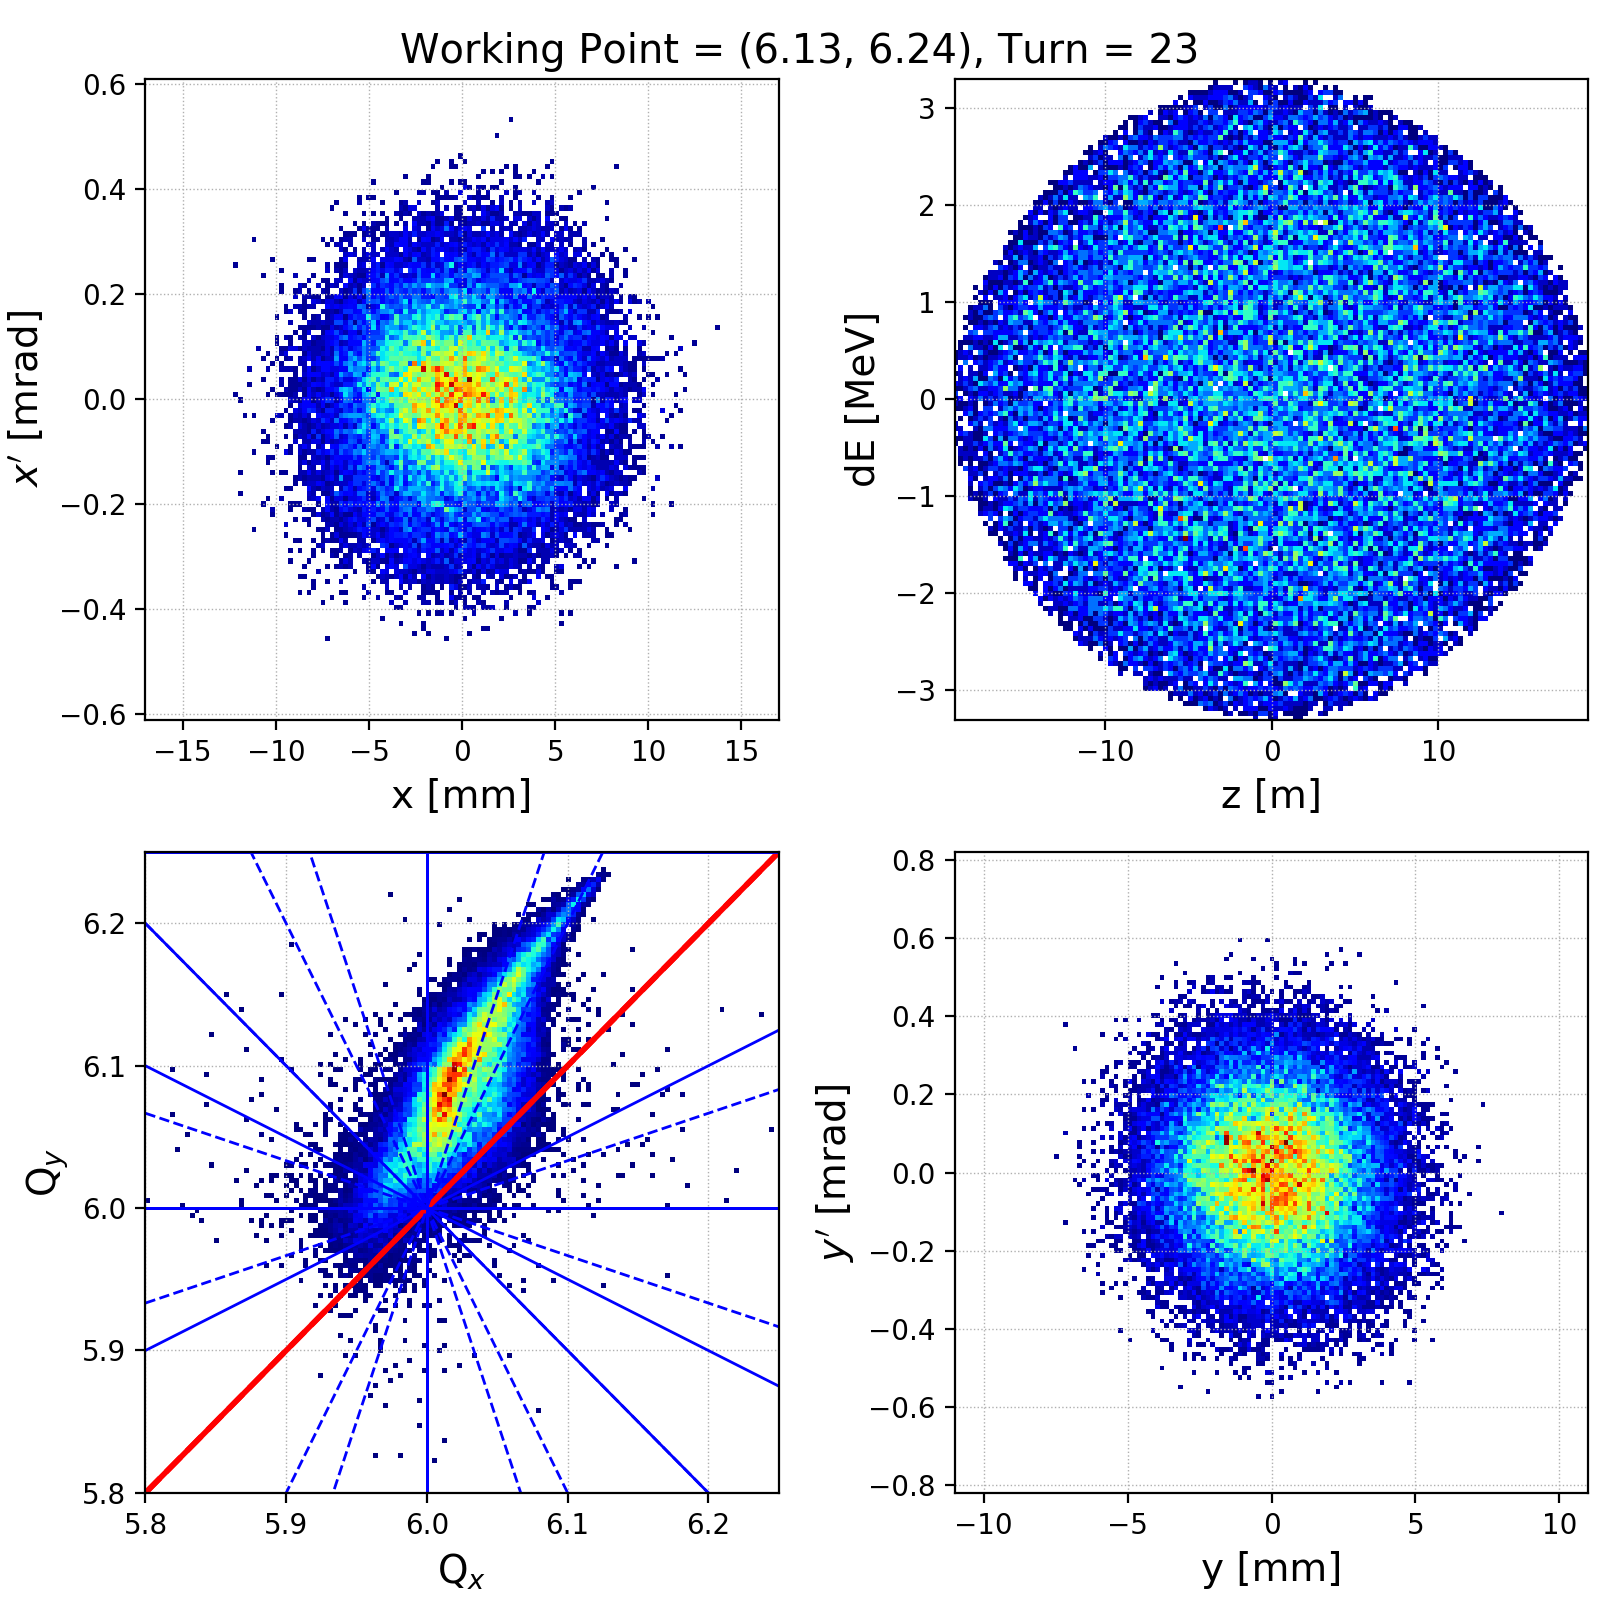 Working Point = (6.13, 6.24), Turn = 23
0.6
0.4
0.2
0.0
−0.2
−0.4
−0.6
x′ [mrad]
−15 −10 −5 0 5 10 15
x [mm]
3
2
1
0
−1
−2
−3
dE [MeV]
−10 0 10
z [m]
6.2
6.1
6.0
5.9
5.8
Qy
5.8 5.9 6.0 6.1 6.2
Qx
0.8
0.6
0.4
0.2
0.0
−0.2
−0.4
−0.6
−0.8
y′ [mrad]
−10 −5 0 5 10
y [mm]